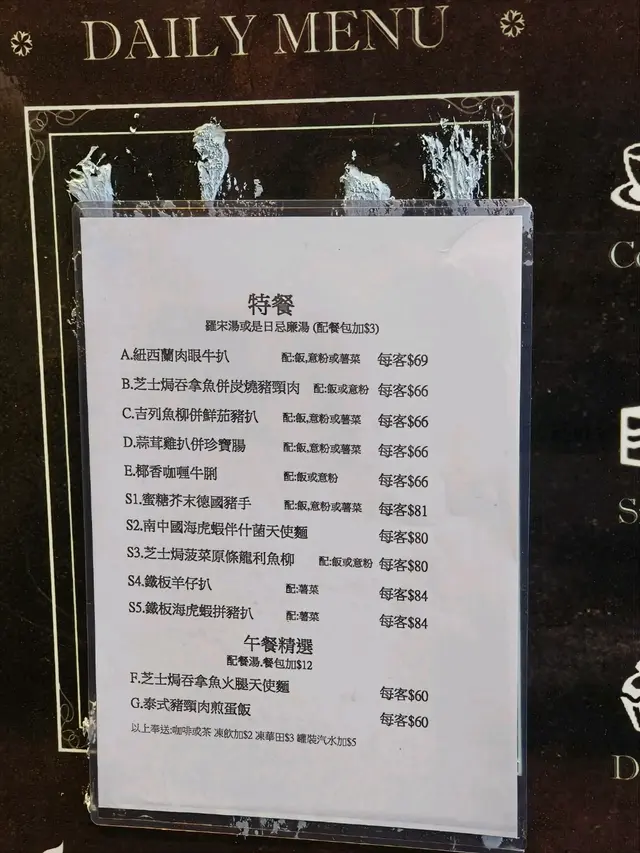 DAILY MENU
特餐
羅宋湯或是日忌廉湯 (配餐包加$3)
A.紐西蘭肉眼牛扒 配:飯,意粉或薯菜 每客$69
B.芝士焗吞拿魚併炭燒豬頸肉 配:飯或意粉 每客$66
C.吉列魚柳併鮮茄豬扒 配:飯,意粉或薯菜 每客$66
D.蒜茸雞扒併珍寶腸 配:飯,意粉或薯菜 每客$66
E.椰香咖喱牛脷 配:飯或意粉 每客$66
S1.蜜糖芥末德國豬手 配:飯,意粉或薯菜 每客$81
S2.南中國海虎蝦伴什菌天使麵 每客$80
S3.芝士焗菠菜原條龍利魚柳 配:飯或意粉 每客$80
S4.鐵板羊仔扒 配:薯菜 每客$84
S5.鐵板海虎蝦拼豬扒 配:薯菜 每客$84
午餐精選
配餐湯.餐包加$12
F.芝士焗吞拿魚火腿天使麵 每客$60
G.泰式豬頸肉煎蛋飯 每客$60
以上奉送:咖啡或茶 凍飲加$2 凍華田$3 罐裝汽水加$5
C
S
D